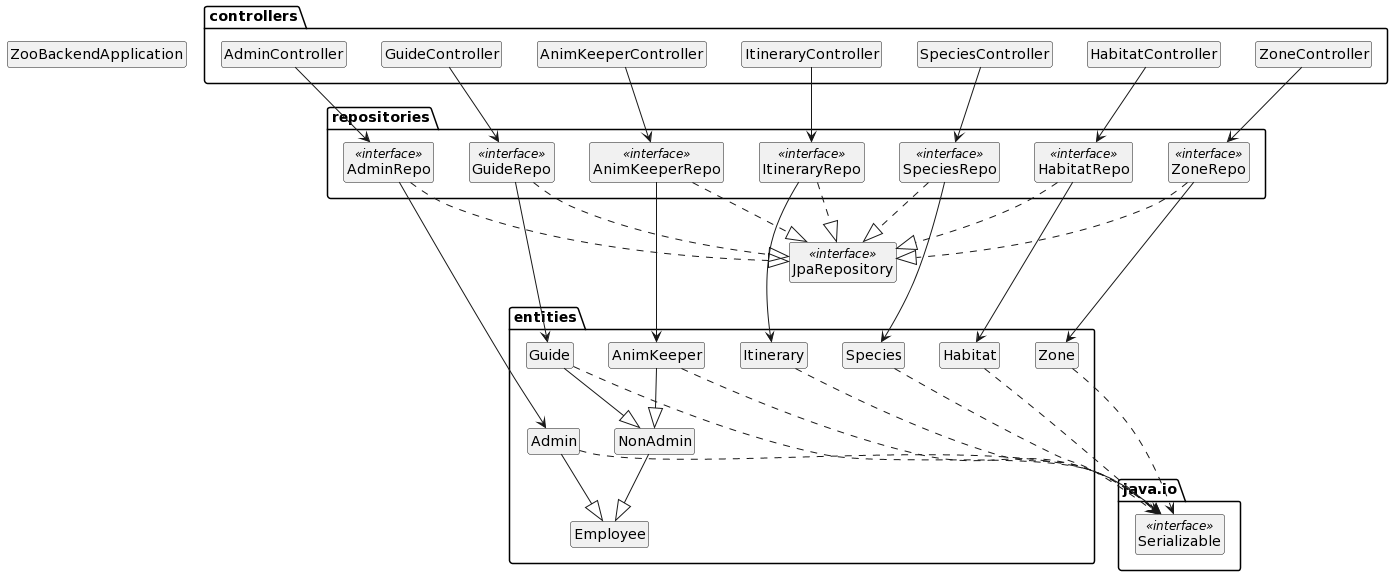 controllers
ZooBackendApplication
AdminController
GuideController
AnimKeeperController
ItineraryController
SpeciesController
HabitatController
ZoneController
repositories
«interface»
AdminRepo
«interface»
GuideRepo
«interface»
AnimKeeperRepo
«interface»
ItineraryRepo
«interface»
SpeciesRepo
«interface»
HabitatRepo
«interface»
ZoneRepo
«interface»
JpaRepository
entities
Guide
AnimKeeper
Itinerary
Species
Habitat
Zone
Admin
NonAdmin
Employee
java.io
«interface»
Serializable